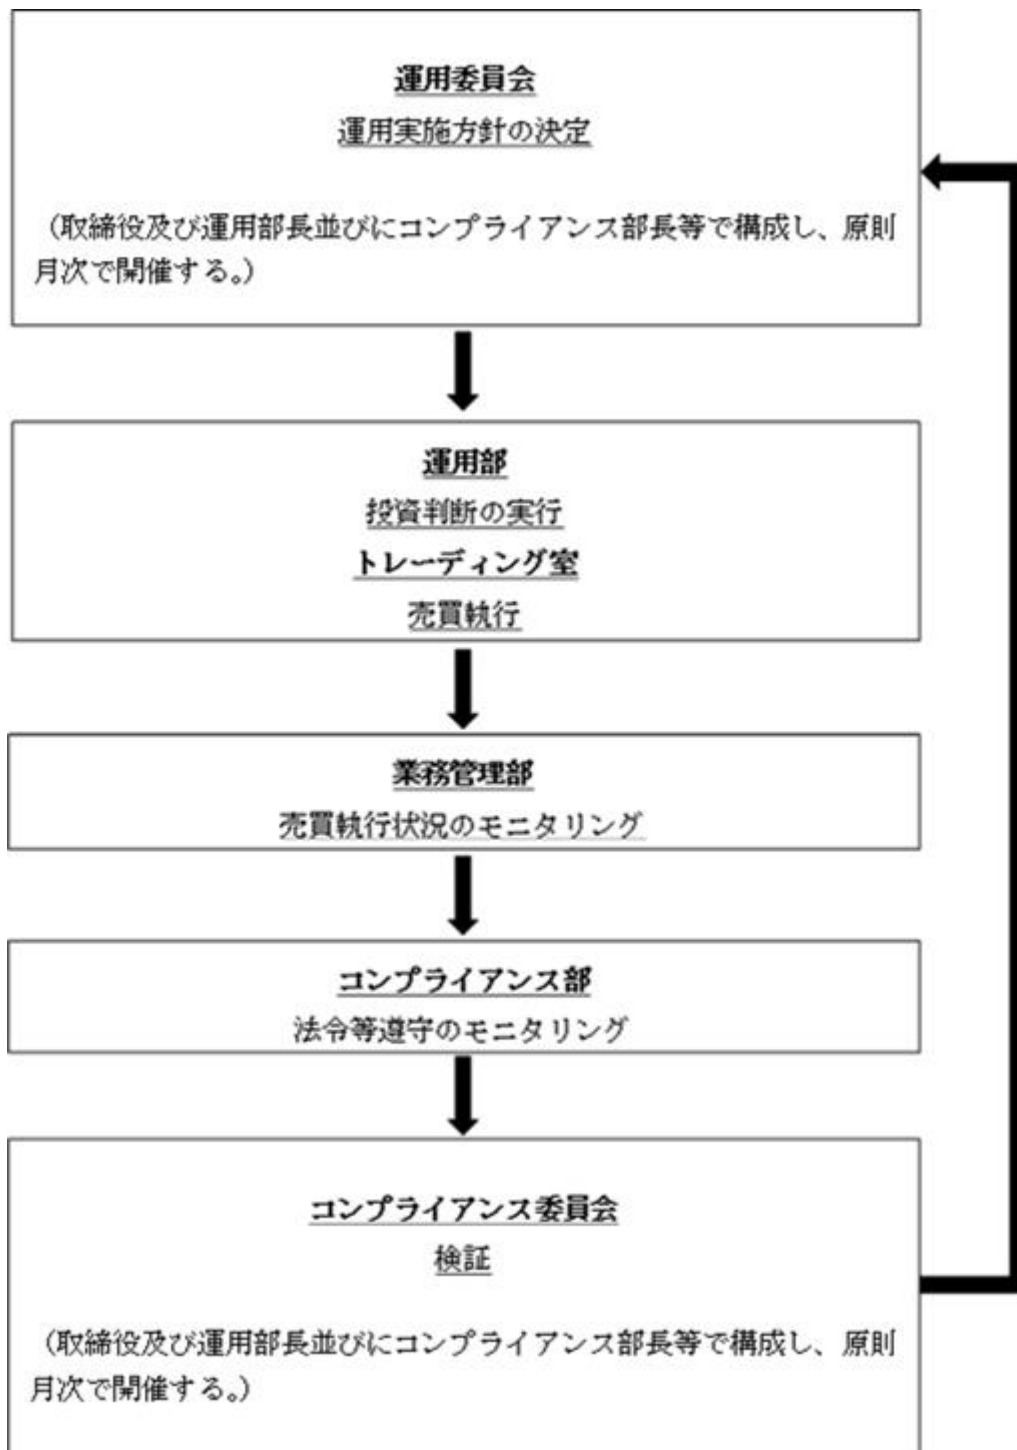 運用委員会
運用実施方針の決定
（取締役及び運用部長並びにコンプライアンス部長等で構成し、原則
月次で開催する。）
運用部
投資判断の実行
トレーディング室
売買執行
業務管理部
売買執行状況のモニタリング
コンプライアンス部
法令等遵守のモニタリング
コンプライアンス委員会
検証
（取締役及び運用部長並びにコンプライアンス部長等で構成し、原則
月次で開催する。）